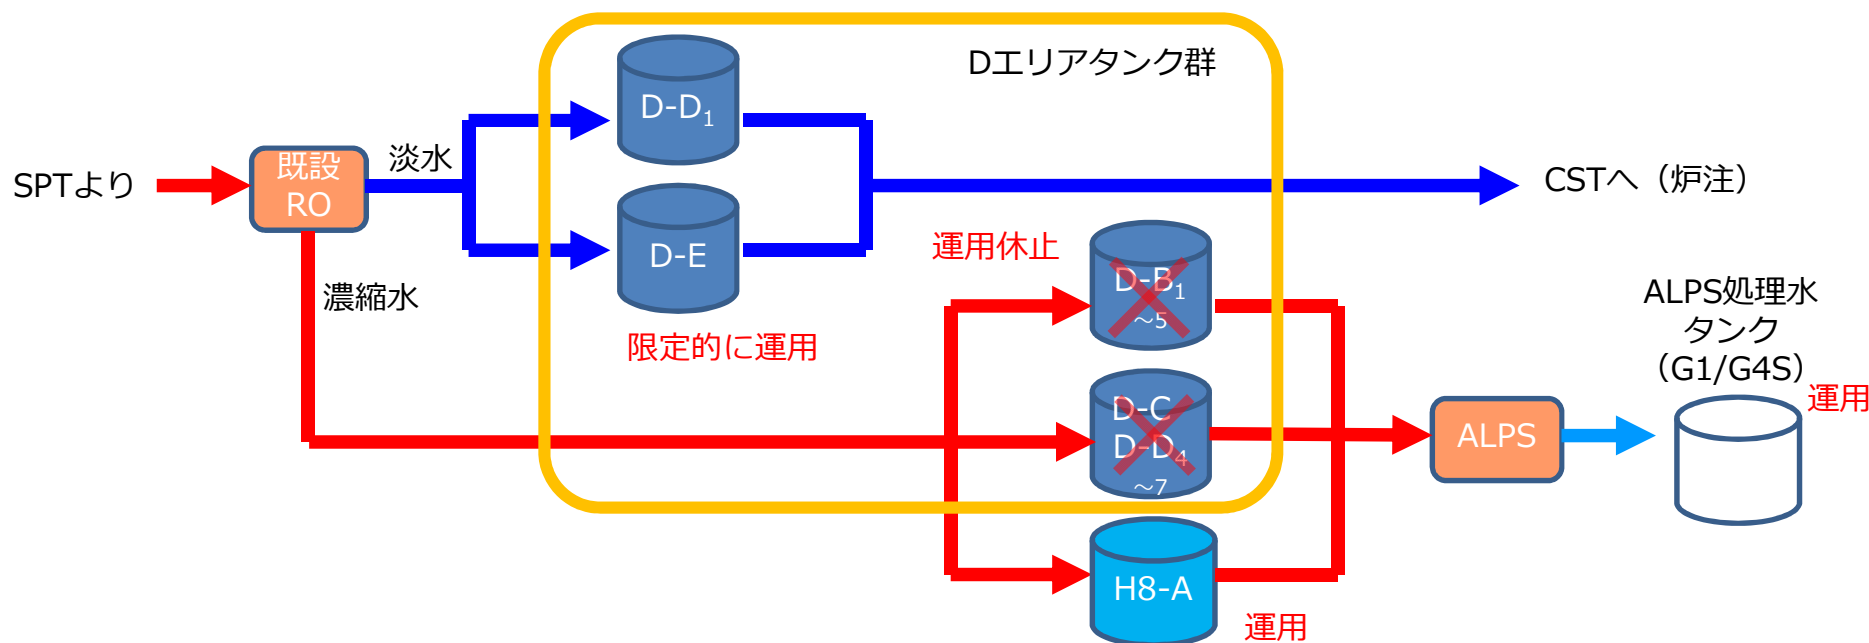 Dエリアタンク群
D-D₁
淡水
既設
RO
SPTより
CSTへ（炉注）
D-E
運用休止
D-B₁
～5
濃縮水
限定的に運用
ALPS処理水
タンク
（G1/G4S）
運用
D-C
D-D₄
～7
ALPS
H8-A
運用